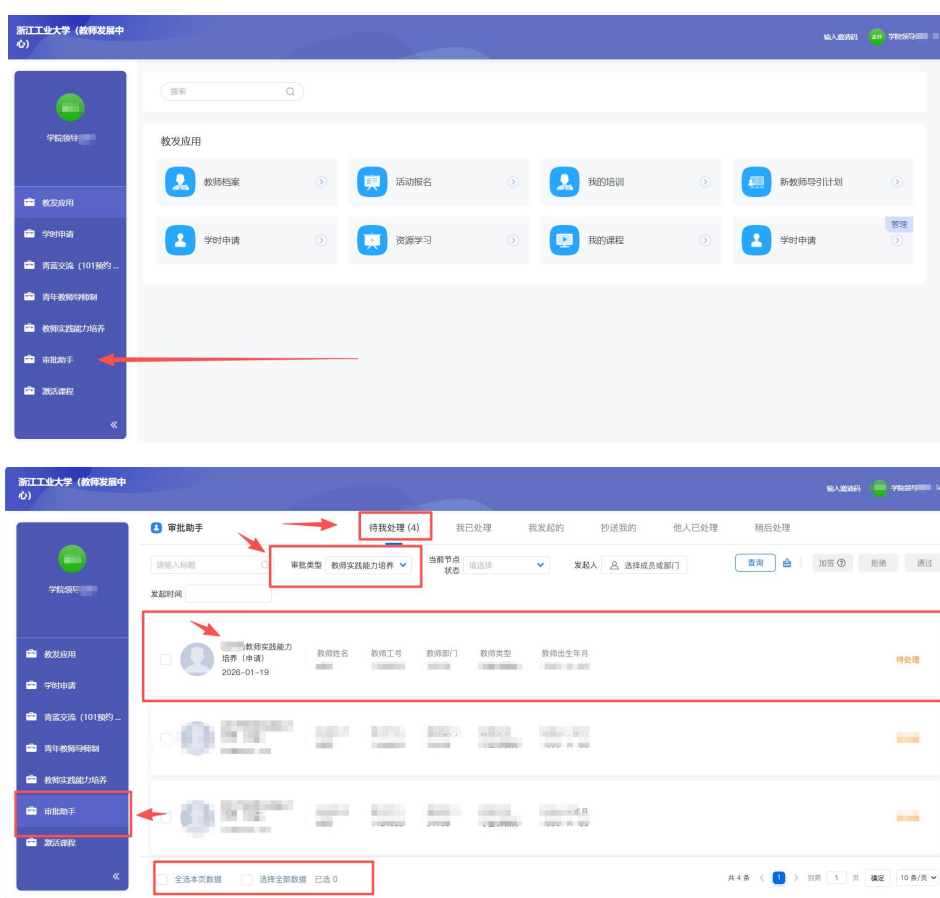 浙江工业大学（教师发展中
心）
输入邀请码
学院领导
搜索
学院领导
教发应用
教师档案
活动报名
我的培训
新教师导引计划
管理
学时申请
资源学习
我的课程
学时申请
教发应用
学时申请
青蓝交流（101预约 ...
青年教师导师制
教师实践能力培养
审批助手
激活课程
浙江工业大学（教师发展中
心）
输入邀请码
学院领导
审批助手
待我处理 (4)
我已处理
我发起的
抄送我的
他人已处理
稍后处理
请输入标题
审批类型
教师实践能力培养
当前节点
状态
请选择
发起人
选择成员或部门
查询
加签
拒绝
通过
发起时间
学院领导
教师实践能力
培养（申请）
2026-01-19
教师姓名
教师工号
教师部门
教师类型
教师出生年月
待处理
教发应用
学时申请
青蓝交流（101预约 ...
青年教师导师制
教师实践能力培养
审批助手
激活课程
全选本页数据
选择全部数据
已选 0
共 4 条
1
到第
1
页
确定
10 条/页